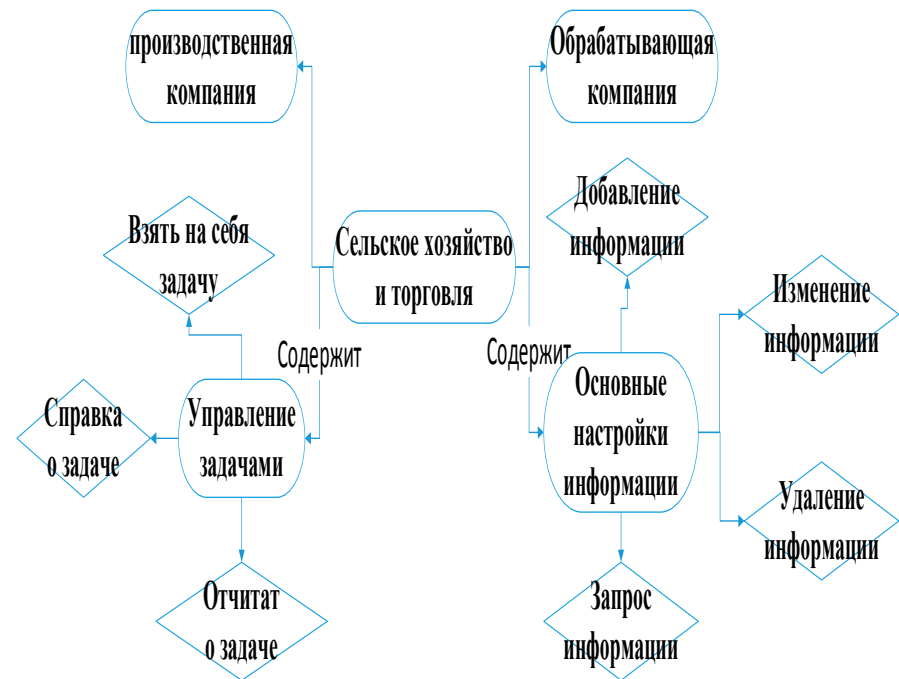 производственная
компания
Обрабатывающая
компания
Взять на себя
задачу
Сельское хозяйство
и торговля
Добавление
информации
Изменение
информации
Содержит
Содержит
Справка
о задаче
Управление
задачами
Основные
настройки
информации
Удаление
информации
Отчитат
о задаче
Запрос
информации